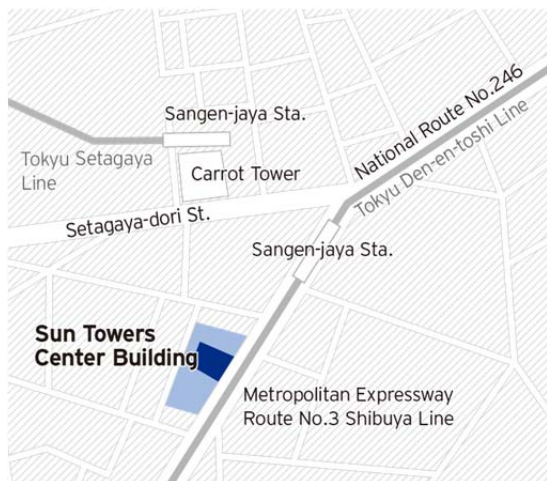 National Route No.246
Tokyu Den-en-toshi Line
Sangen-jaya Sta.
Tokyu Setagaya
Line
Carrot Tower
Setagaya-dori St.
Sangen-jaya Sta.
Sun Towers
Center Building
Metropolitan Expressway
Route No.3 Shibuya Line